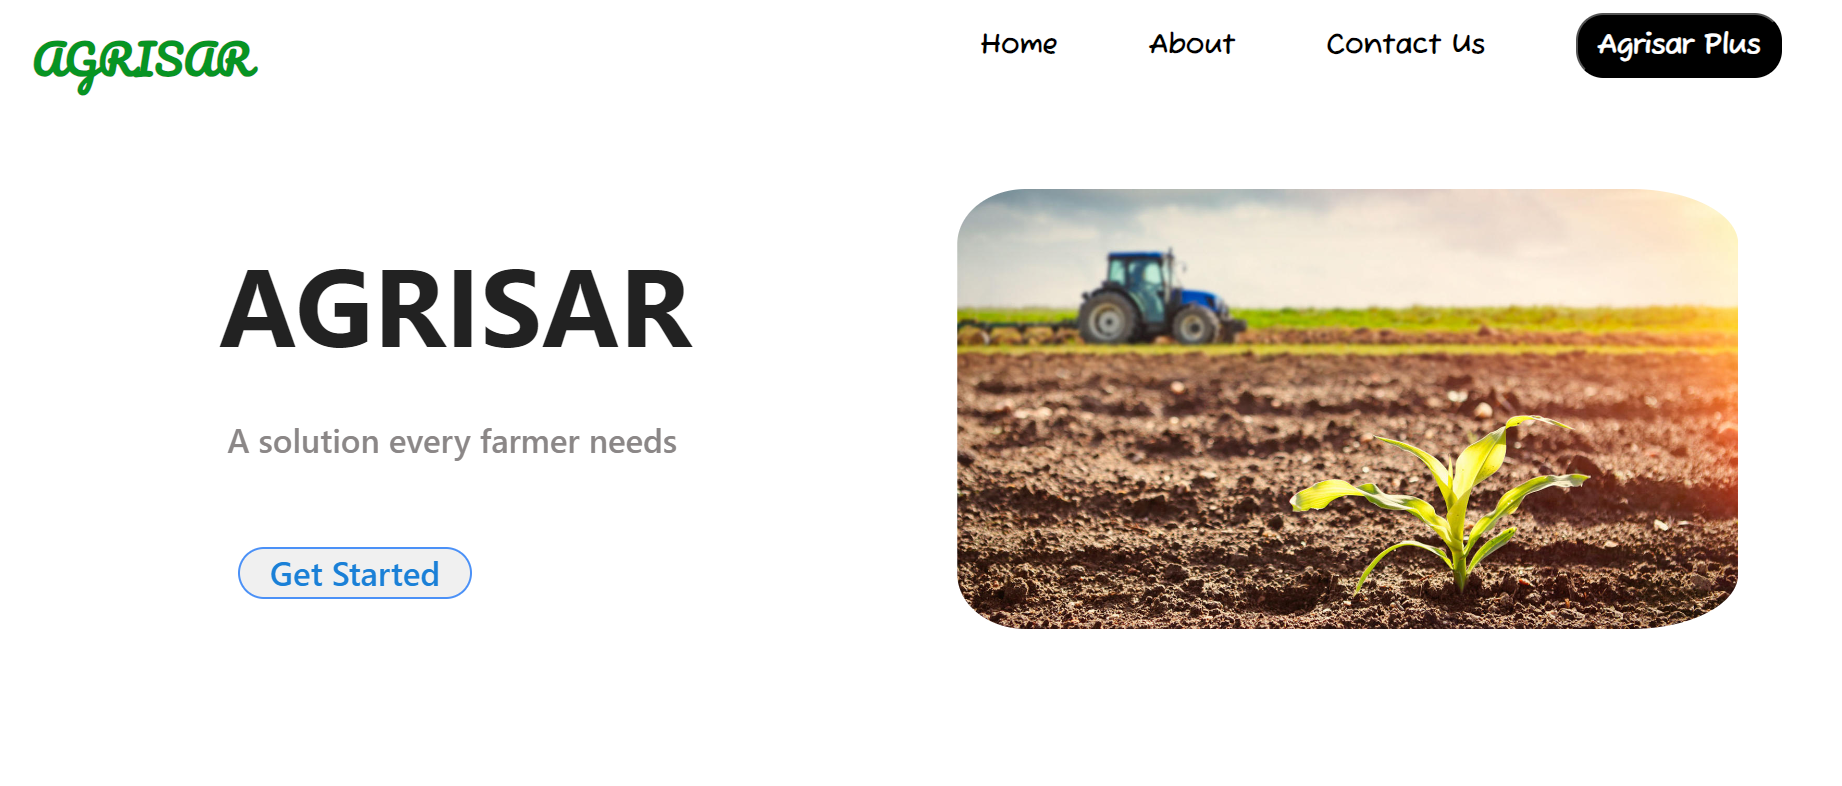 AGRISAR
Home About Contact Us Agrisar Plus
AGRISAR
A solution every farmer needs
Get Started